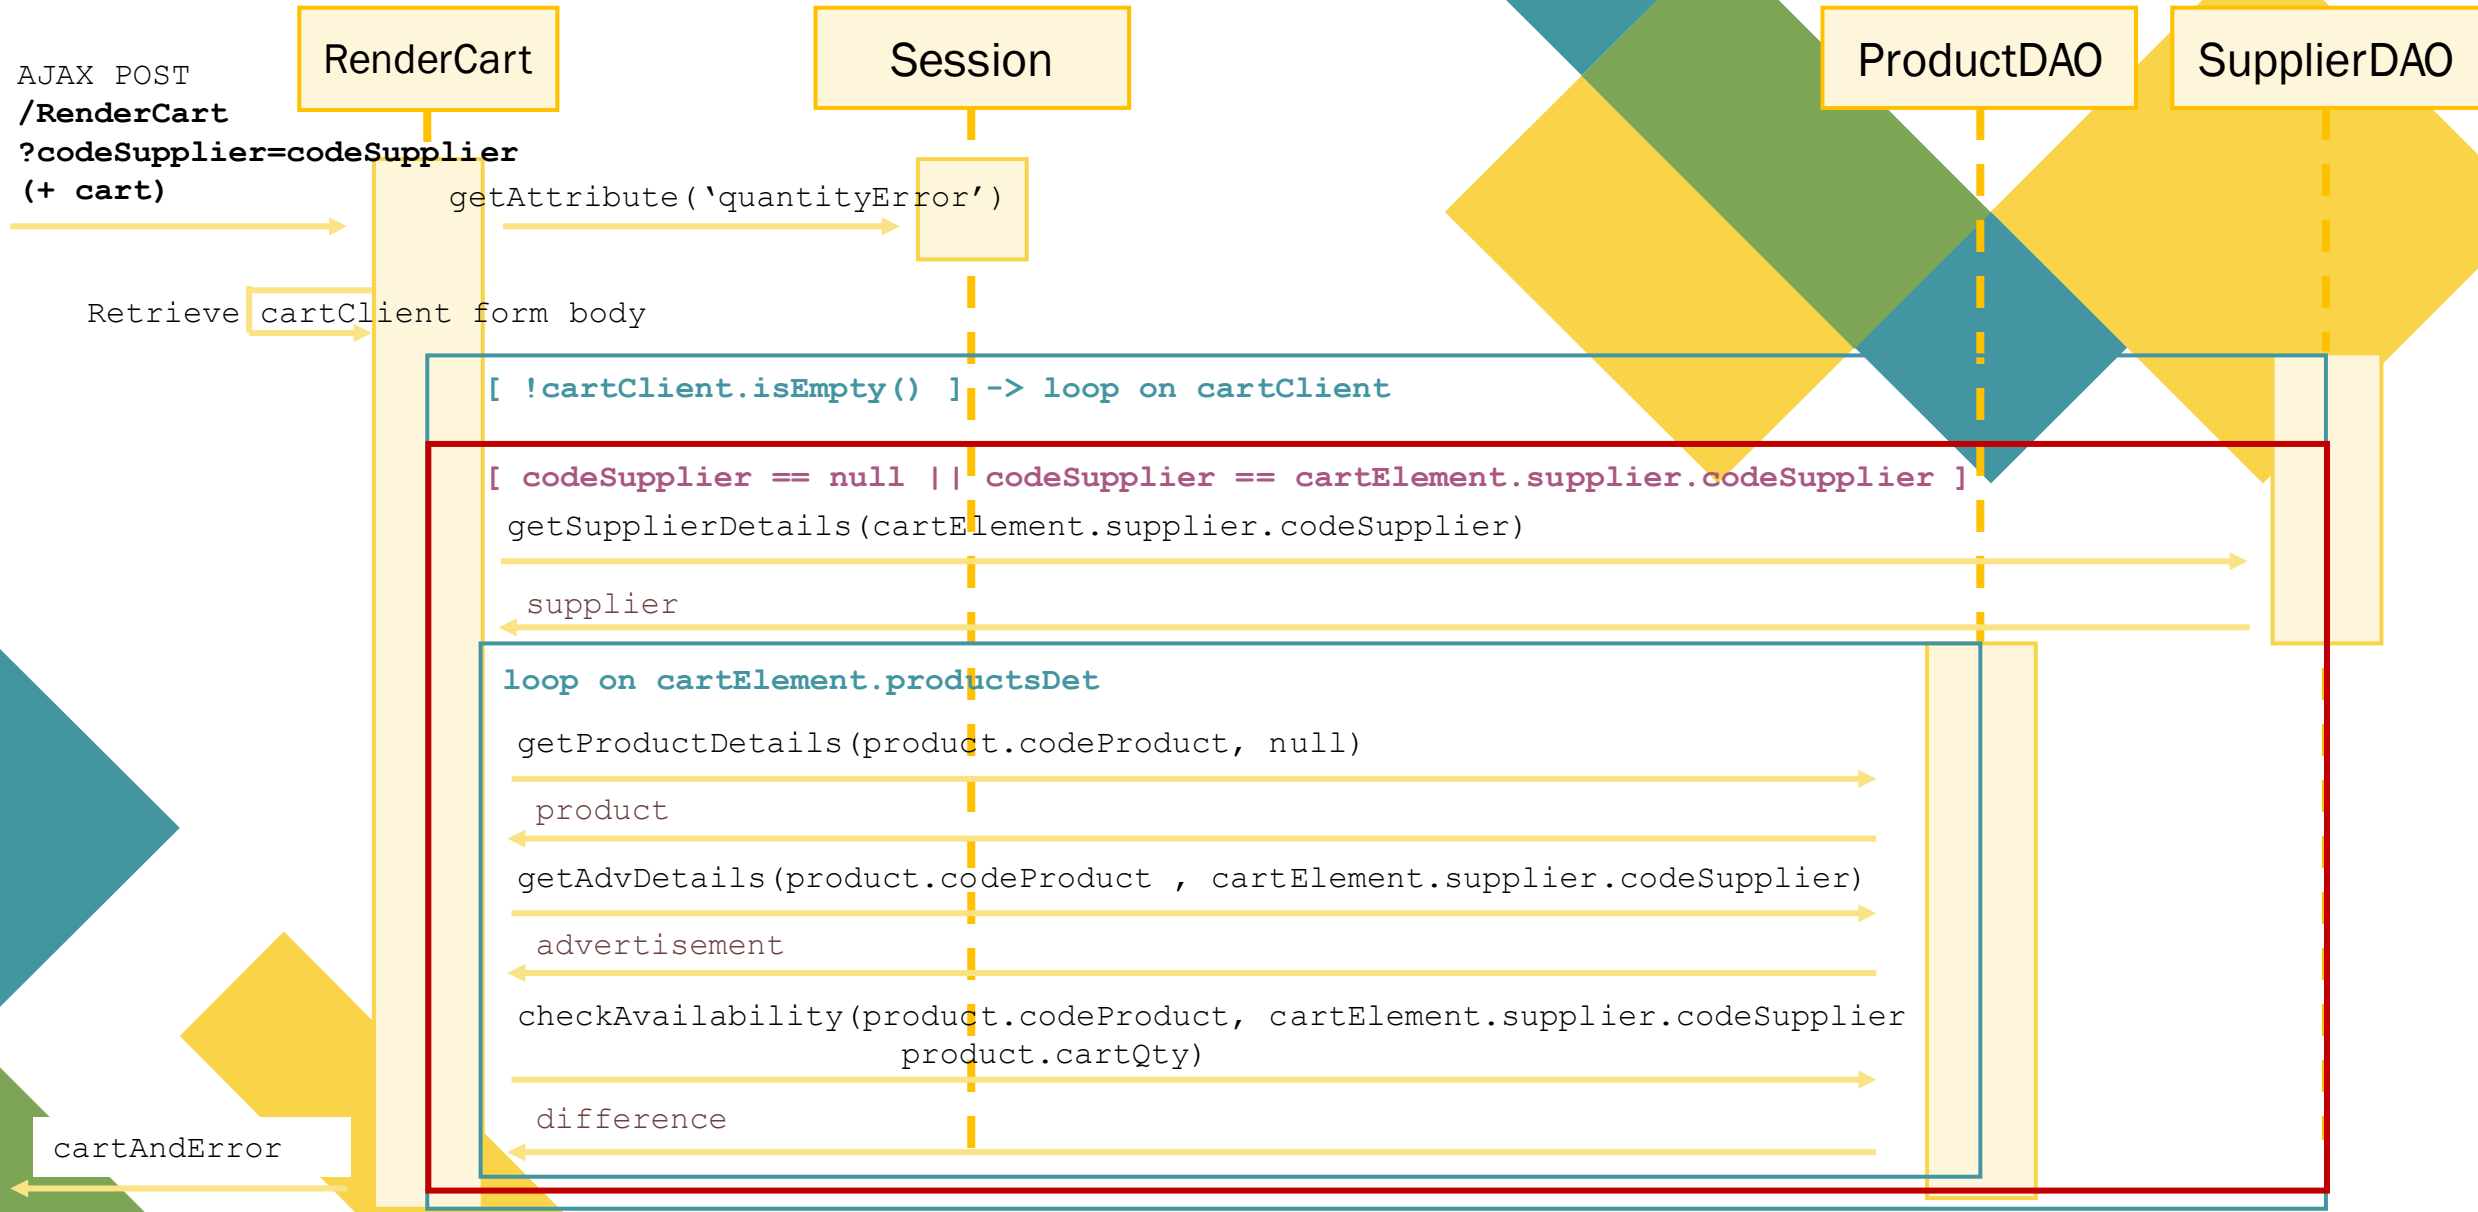 RenderCart
Session
ProductDAO
SupplierDAO
AJAX POST
/RenderCart
?codeSupplier=codeSupplier
(+ cart)
getAttribute(‘quantityError’)
Retrieve cartClient form body
[ !cartClient.isEmpty() ] -> loop on cartClient
[ codeSupplier == null || codeSupplier == cartElement.supplier.codeSupplier ]
getSupplierDetails(cartElement.supplier.codeSupplier)
supplier
loop on cartElement.productsDet
getProductDetails(product.codeProduct, null)
product
getAdvDetails(product.codeProduct , cartElement.supplier.codeSupplier)
advertisement
checkAvailability(product.codeProduct, cartElement.supplier.codeSupplier
product.cartQty)
difference
cartAndError